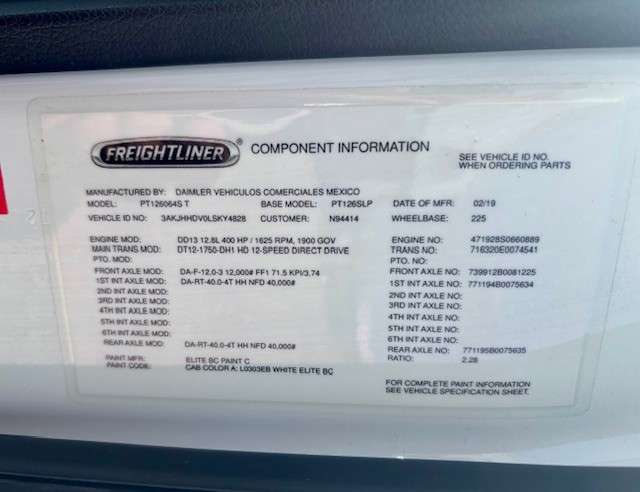 FREIGHTLINER® COMPONENT INFORMATION
SEE VEHICLE ID NO.
WHEN ORDERING PARTS
MANUFACTURED BY: DAIMLER VEHICULOS COMERCIALES MEXICO
MODEL: PT126064S T BASE MODEL: PT126SLP DATE OF MFR: 02/19
VEHICLE ID NO: 3AKJHHDV0LSKY4828 CUSTOMER: N94414 WHEELBASE: 225
ENGINE MOD: DD13 12.8L 400 HP / 1625 RPM, 1900 GOV ENGINE NO: 471928S0660889
MAIN TRANS MOD: DT12-1750-DH1 HD 12-SPEED DIRECT DRIVE TRANS NO: 716320E0074541
PTO. MOD: PTO. NO:
FRONT AXLE MOD: DA-F-12.0-3 12,000# FF1 71.5 KPI/3.74 FRONT AXLE NO: 739912B0081225
1ST INT AXLE MOD: DA-RT-40.0-4T HH NFD 40,000# 1ST INT AXLE NO: 771194B0075634
2ND INT AXLE MOD: 2ND INT AXLE NO:
3RD INT AXLE MOD: 3RD INT AXLE NO:
4TH INT AXLE MOD: 4TH INT AXLE NO:
5TH INT AXLE MOD: 5TH INT AXLE NO:
6TH INT AXLE MOD: 6TH INT AXLE NO:
REAR AXLE MOD: DA-RT-40.0-4T HH NFD 40,000# REAR AXLE NO: 771195B0075635
RATIO: 2.28
PAINT MFR: ELITE BC PAINT C
PAINT CODE: CAB COLOR A: L0303EB WHITE ELITE BC
FOR COMPLETE PAINT INFORMATION
SEE VEHICLE SPECIFICATION SHEET.